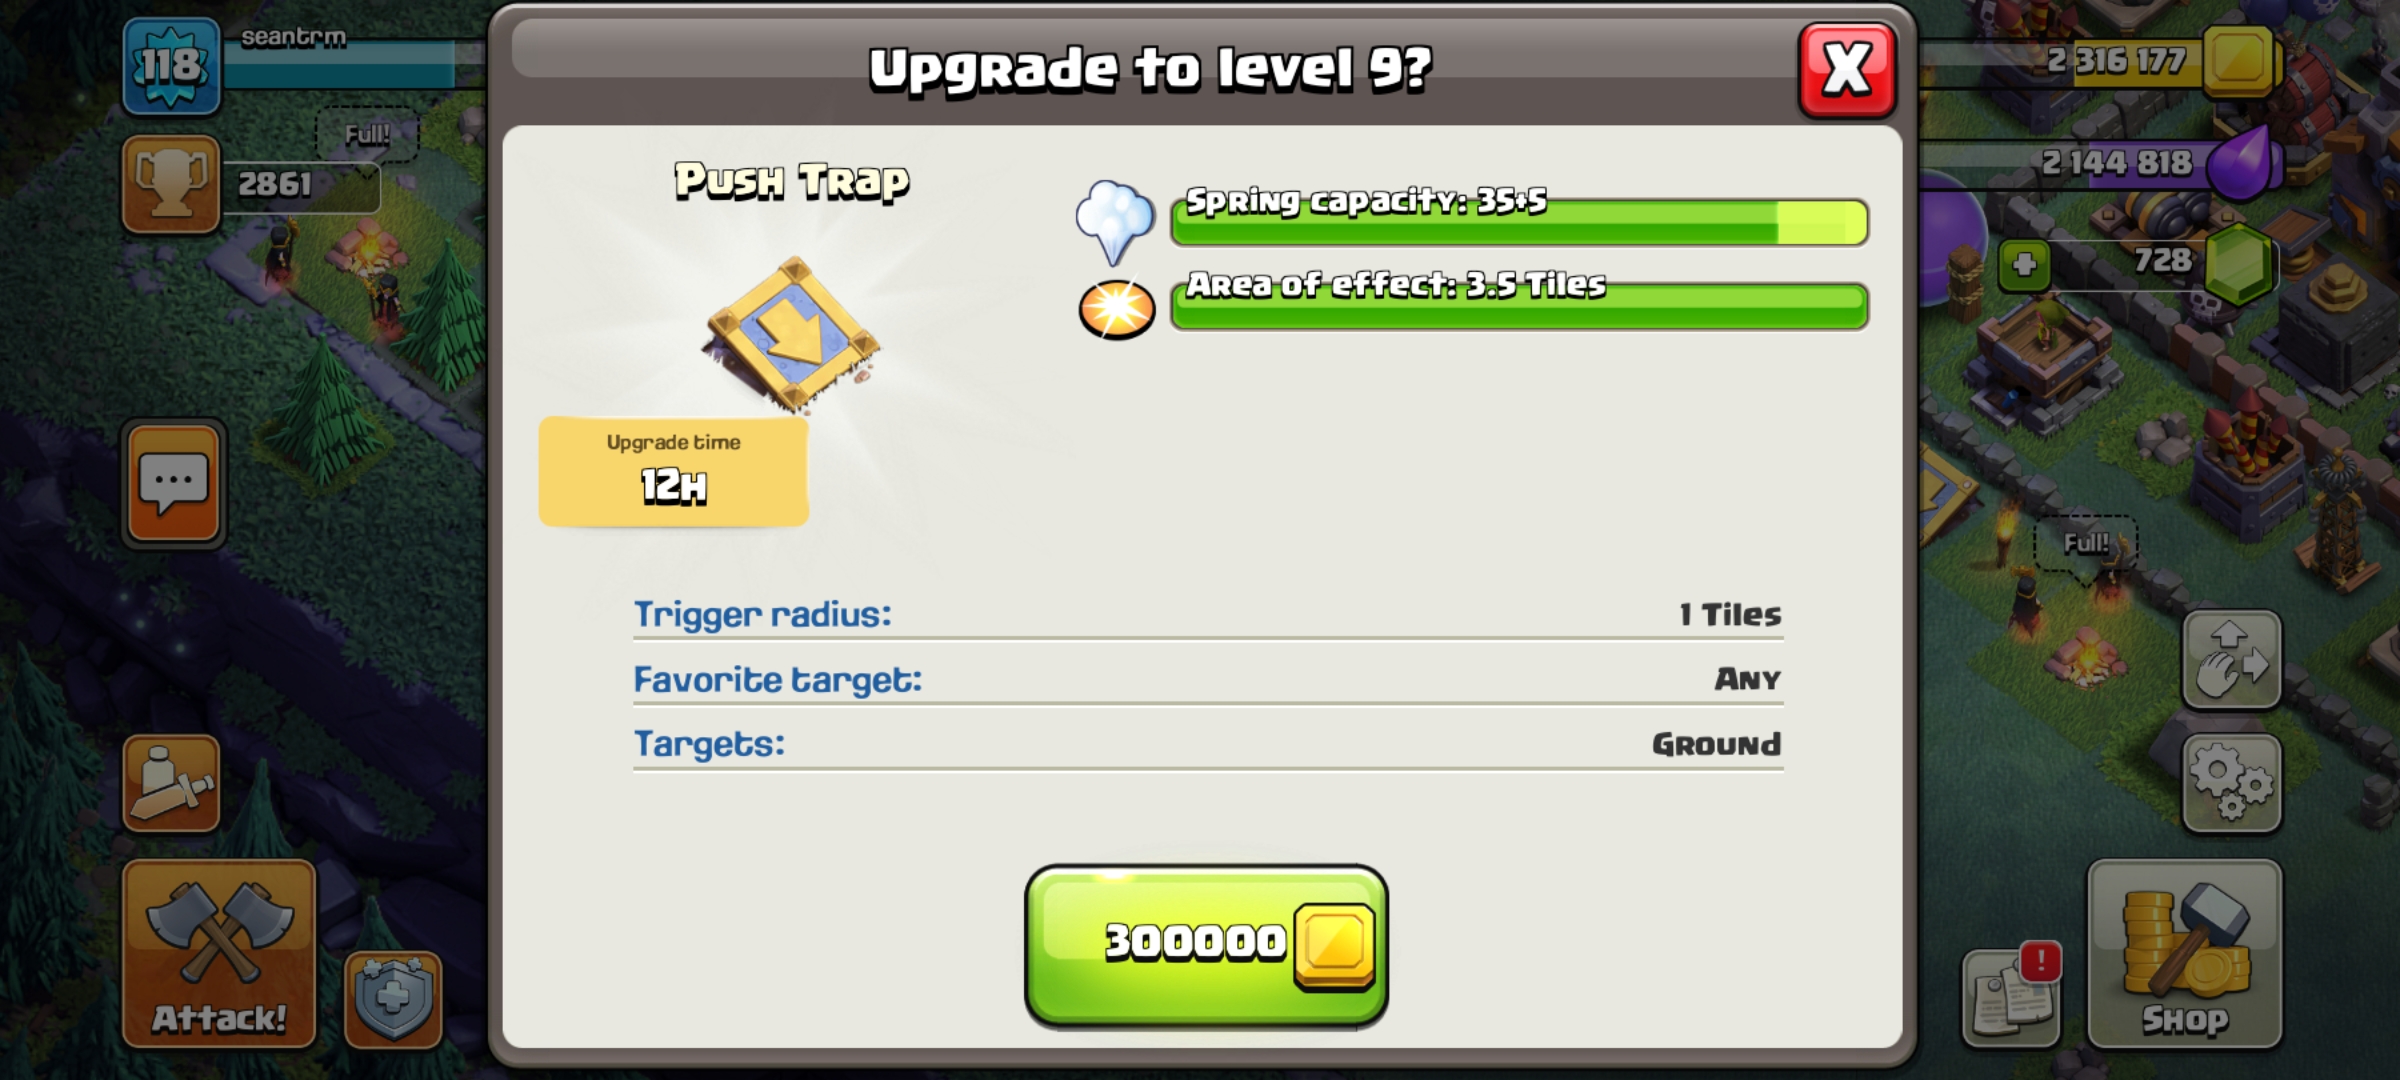 118
seantrm
Full!
2861
Upgrade to level 9?
X
2 316 177
2 144 818
728
Push Trap
Spring capacity: 35+5
Area of effect: 3.5 Tiles
Upgrade time
12H
Full!
Trigger radius: 1 Tiles
Favorite target: Any
Targets: Ground
300000
Attack!
!
Shop